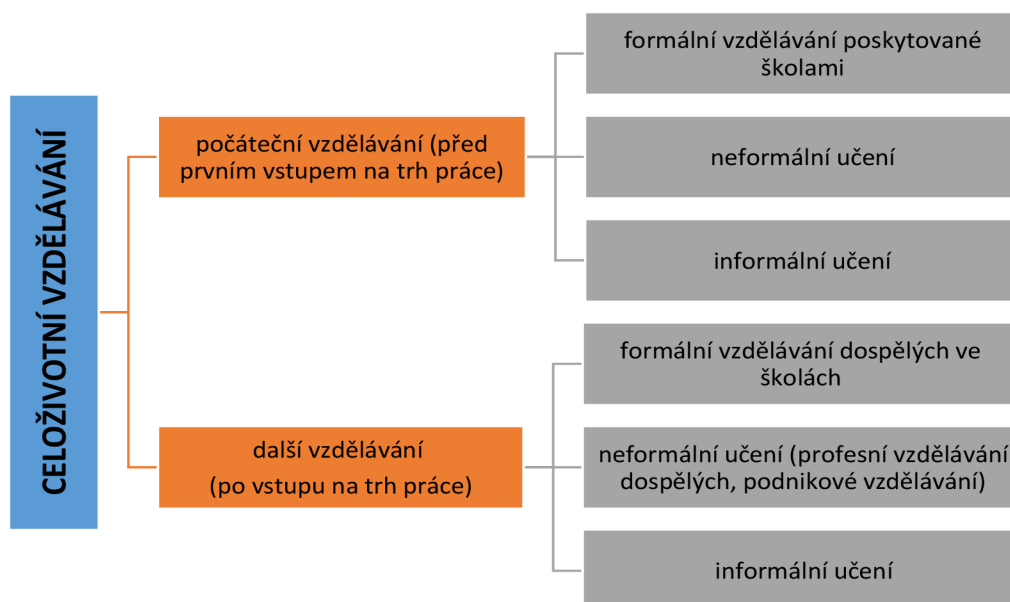 CELOŽIVOTNÍ VZDĚLÁVÁNÍ
počáteční vzdělávání (před
prvním vstupem na trh práce)
formální vzdělávání poskytované
školami
neformální učení
informální učení
další vzdělávání
(po vstupu na trh práce)
formální vzdělávání dospělých ve
školách
neformální učení (profesní vzdělávání
dospělých, podnikové vzdělávání)
informální učení